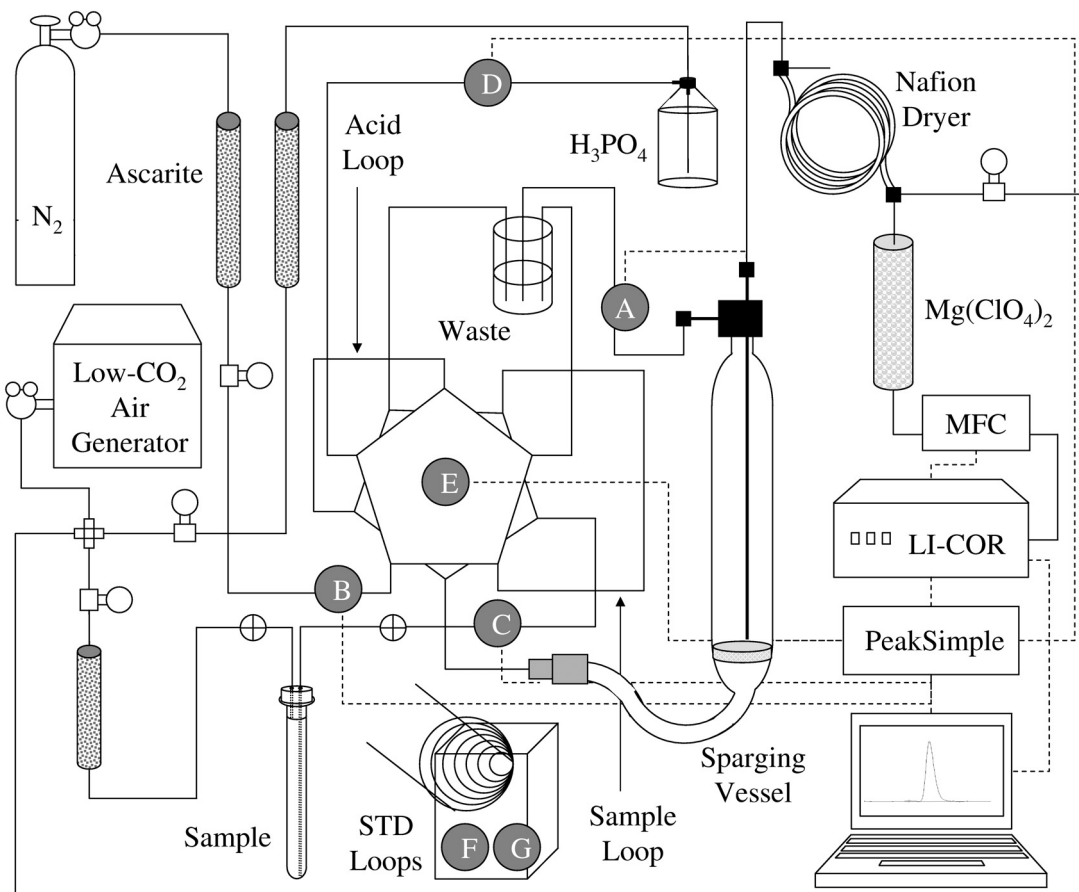 D
Nafion
Dryer
Acid
Loop
H₃PO₄
Ascarite
N₂
A
Waste
Mg(ClO₄)₂
Low-CO₂
Air
Generator
MFC
E
LI-COR
B
C
PeakSimple
Sparging
Vessel
Sample
STD
Loops
F
G
Sample
Loop